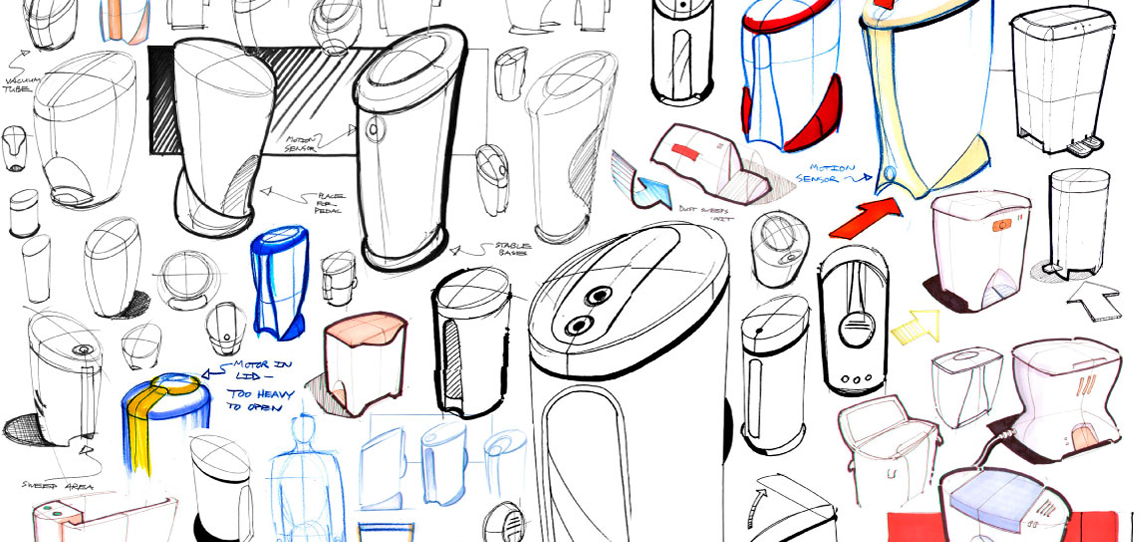 VACUUM
TUBE
MOTION
SENSOR
PLACE
FOR
PEDAL
STABLE
BASE
MOTION
SENSOR
DUST SWEEPS
MOTOR IN
LID –
TOO HEAVY
TO OPEN
SWEEP AREA